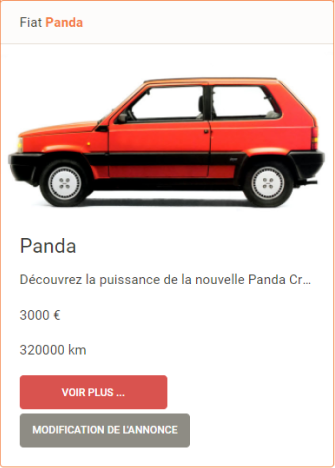 Fiat Panda
Panda
Découvrez la puissance de la nouvelle Panda Cr...
3000 €
320000 km
VOIR PLUS ...
MODIFICATION DE L'ANNONCE